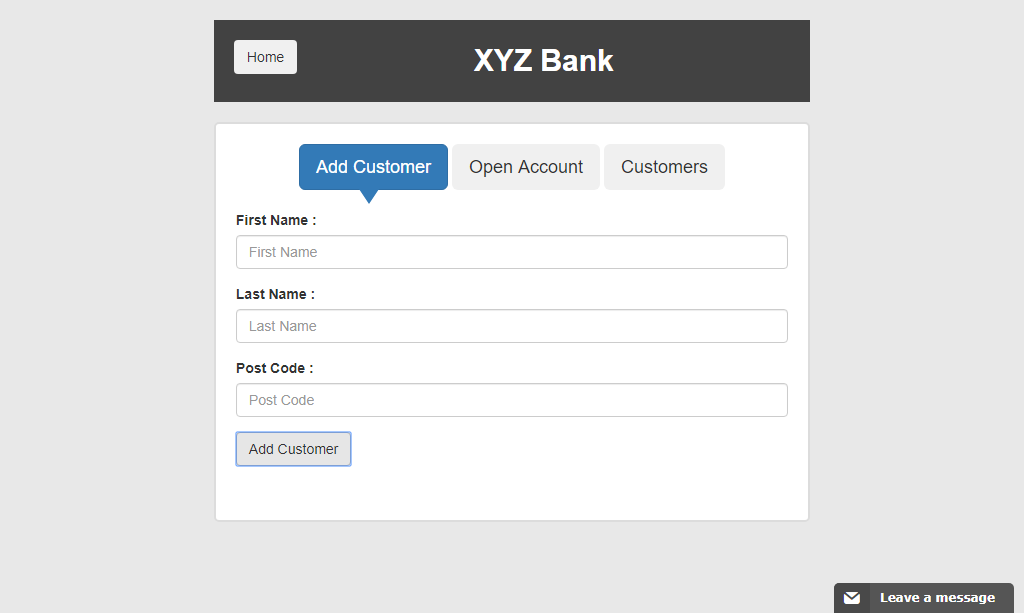 Home
XYZ Bank
Add Customer
Open Account
Customers
First Name :
First Name
Last Name :
Last Name
Post Code :
Post Code
Add Customer
Leave a message